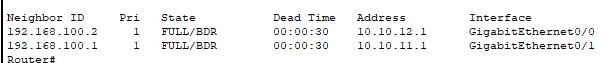 Neighbor ID Pri State Dead Time Address Interface
192.168.100.2 1 FULL/BDR 00:00:30 10.10.12.1 GigabitEthernet0/0
192.168.100.1 1 FULL/BDR 00:00:30 10.10.11.1 GigabitEthernet0/1
Router#